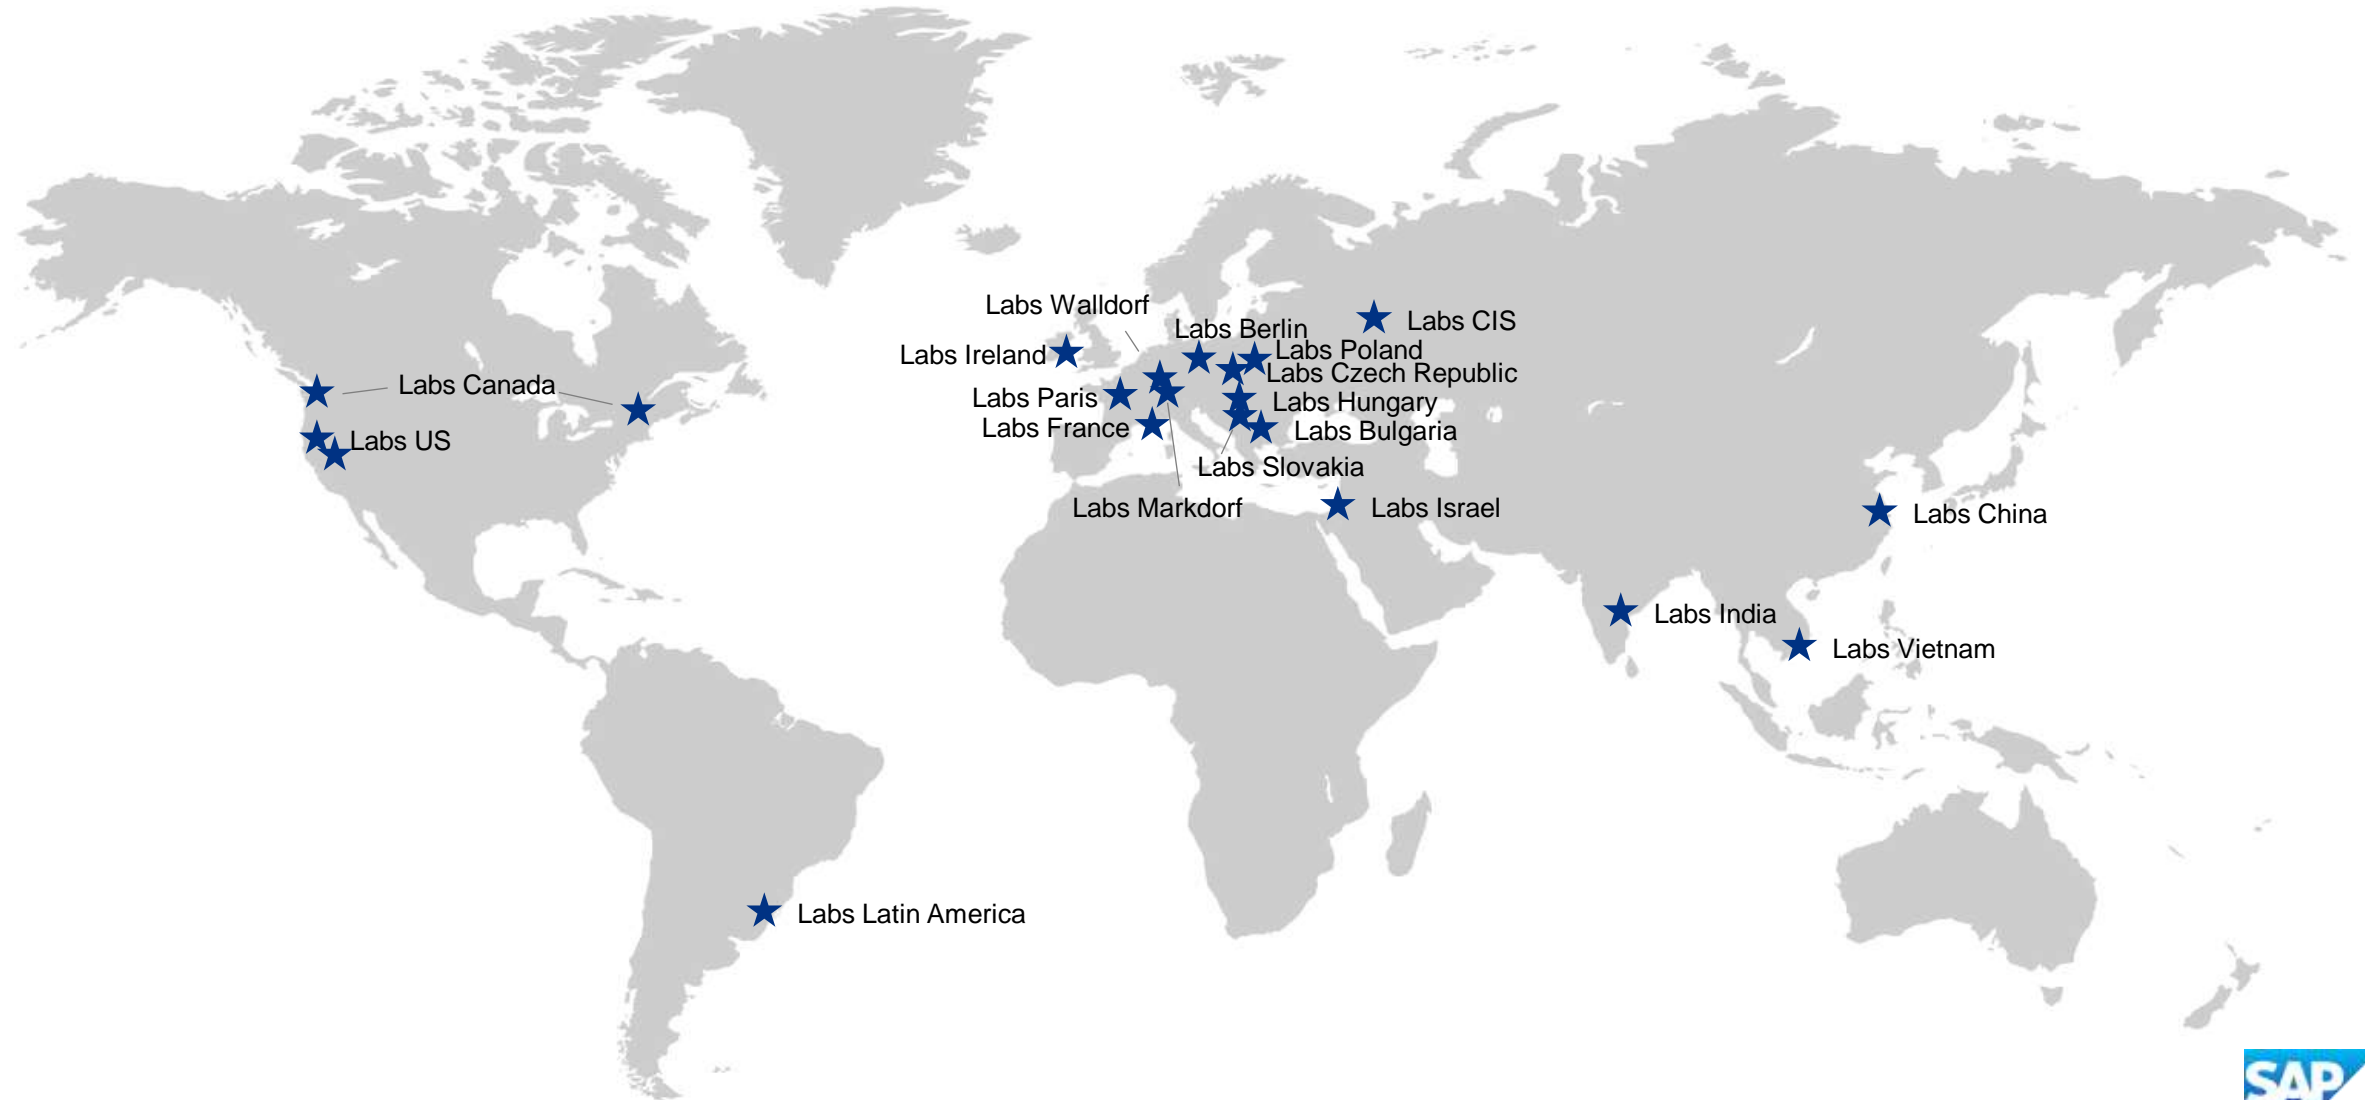 Labs Walldorf
Labs CIS
Labs Berlin
Labs Ireland
Labs Poland
Labs Czech Republic
Labs Canada
Labs Paris
Labs Hungary
Labs France
Labs Bulgaria
Labs US
Labs Slovakia
Labs Markdorf
Labs Israel
Labs China
Labs India
Labs Vietnam
Labs Latin America
SAP